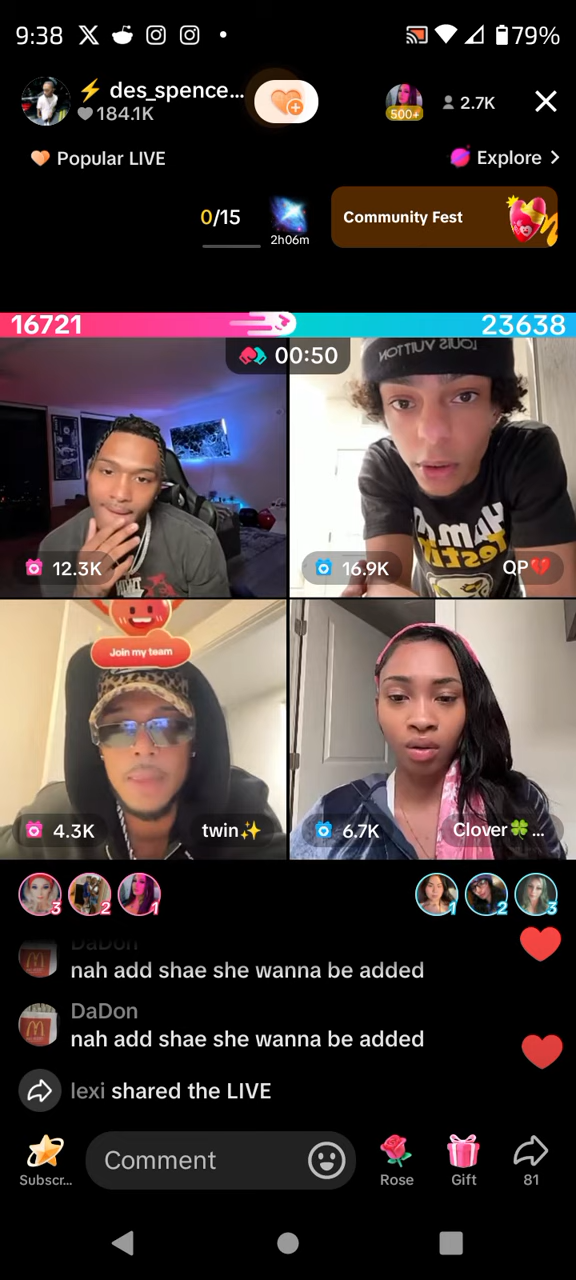 9:38
79%
⚡ des_spence...
184.1K
500+
2.7K
Popular LIVE
Explore >
0/15
2h06m
Community Fest
16721
23638
00:50
LOUIS VUITTON
12.3K
16.9K
QP💔
Join my team
4.3K
twin✨
6.7K
Clover🍀 ...
3
2
1
1
2
3
DaDon
nah add shae she wanna be added
DaDon
nah add shae she wanna be added
lexi shared the LIVE
Subscr...
Comment
Rose
Gift
81